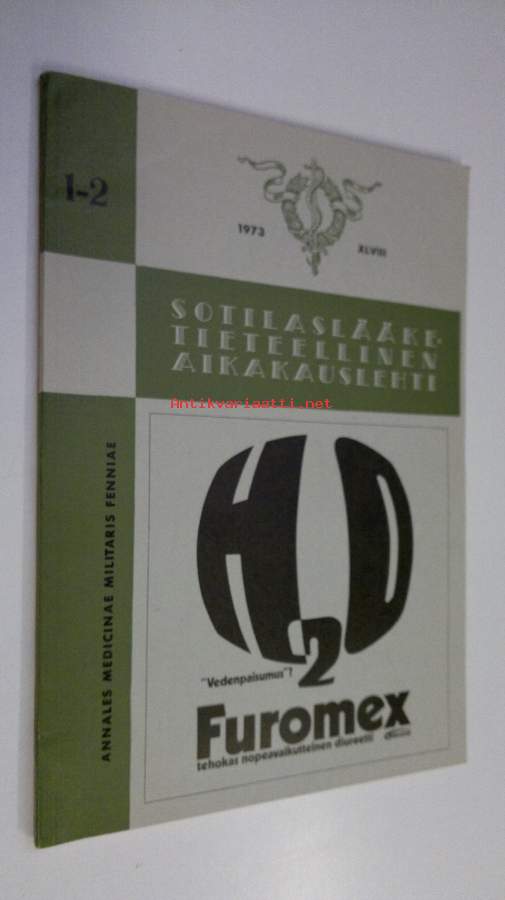 1-2
1973
XLVIII
SOTILASLÄÄKE-
TIETEELLINEN
AIKAKAUSLEHTI
Antikvariaatti.net
ANNALES MEDICINAE MILITARIS FENNIAE
H2O
"Vedenpaisumus"?
Furomex
tehokas nopeavaikutteinen diureetti